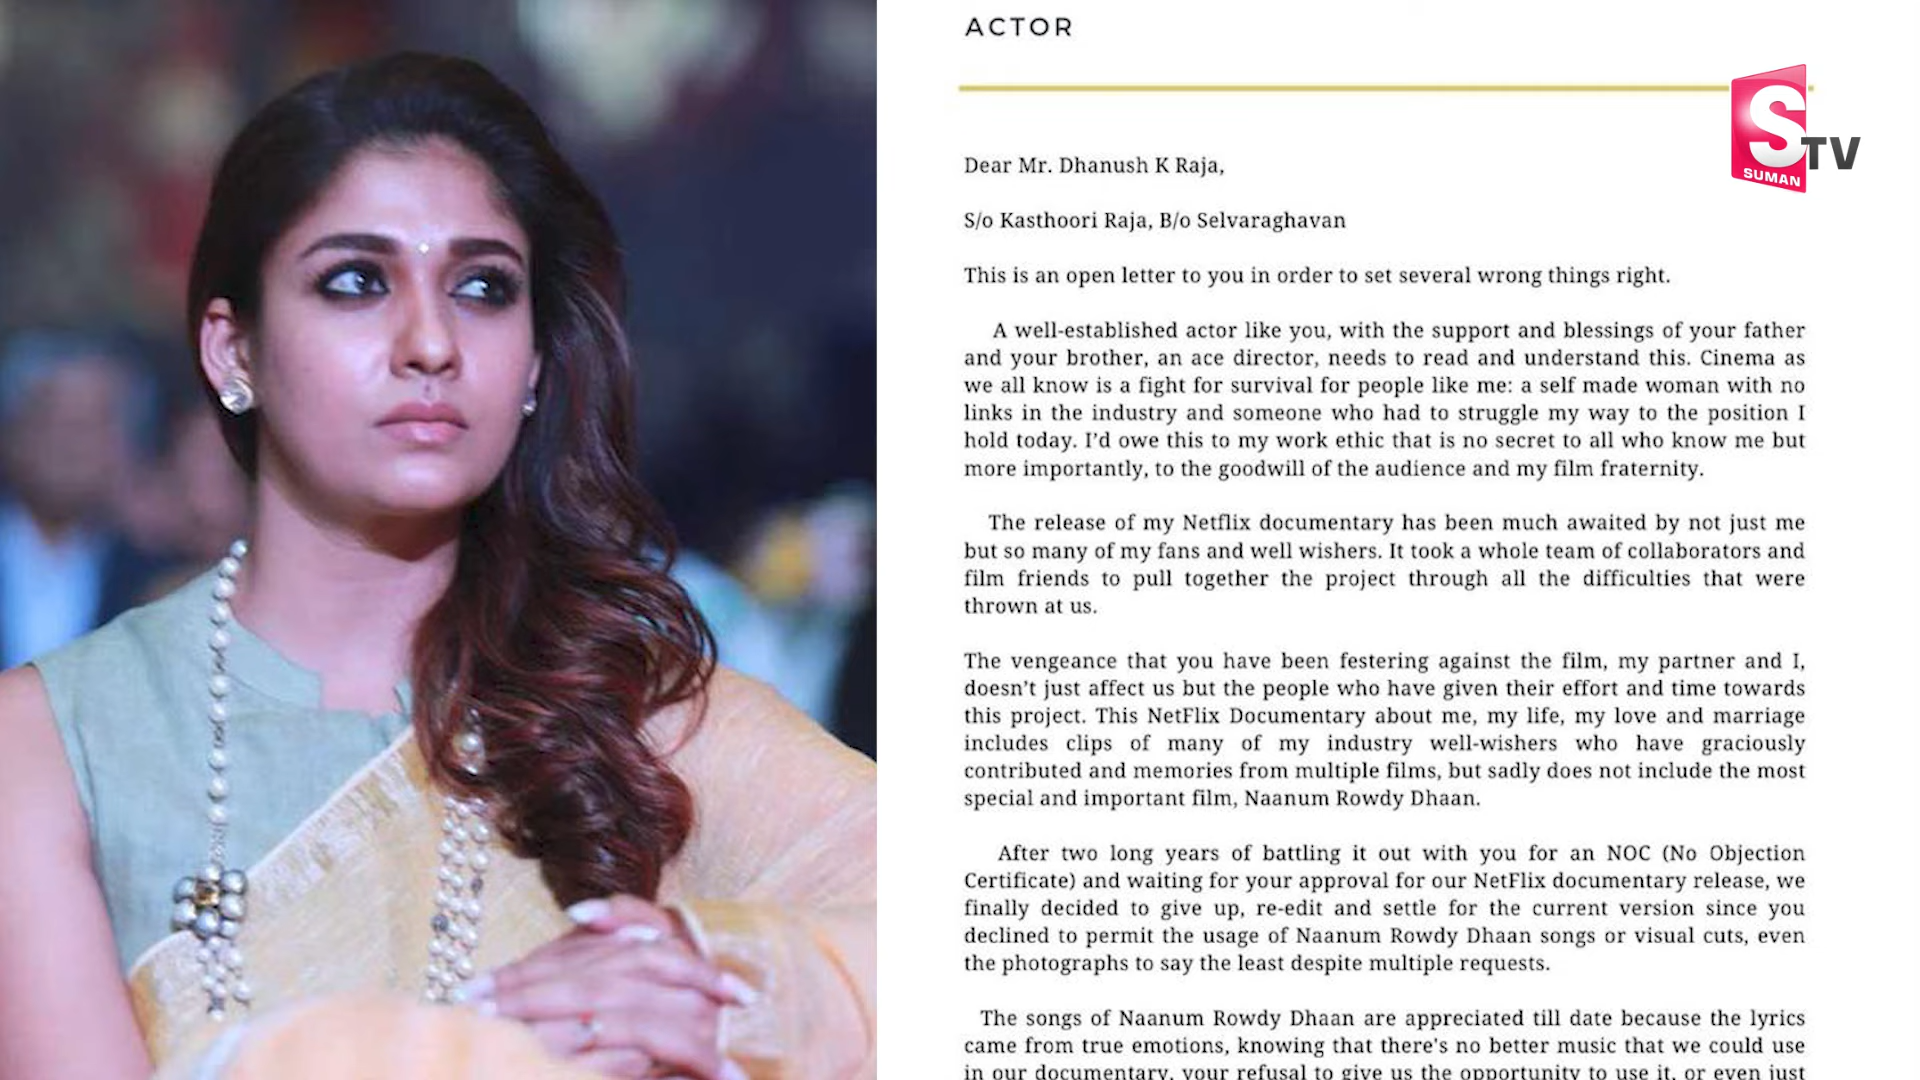 ACTOR
S
TV
SUMAN
Dear Mr. Dhanush K Raja,
S/o Kasthoori Raja, B/o Selvaraghavan
This is an open letter to you in order to set several wrong things right.
A well-established actor like you, with the support and blessings of your father
and your brother, an ace director, needs to read and understand this. Cinema as
we all know is a fight for survival for people like me: a self made woman with no
links in the industry and someone who had to struggle my way to the position I
hold today. I’d owe this to my work ethic that is no secret to all who know me but
more importantly, to the goodwill of the audience and my film fraternity.
The release of my Netflix documentary has been much awaited by not just me
but so many of my fans and well wishers. It took a whole team of collaborators and
film friends to pull together the project through all the difficulties that were
thrown at us.
The vengeance that you have been festering against the film, my partner and I,
doesn’t just affect us but the people who have given their effort and time towards
this project. This NetFlix Documentary about me, my life, my love and marriage
includes clips of many of my industry well-wishers who have graciously
contributed and memories from multiple films, but sadly does not include the most
special and important film, Naanum Rowdy Dhaan.
After two long years of battling it out with you for an NOC (No Objection
Certificate) and waiting for your approval for our NetFlix documentary release, we
finally decided to give up, re-edit and settle for the current version since you
declined to permit the usage of Naanum Rowdy Dhaan songs or visual cuts, even
the photographs to say the least despite multiple requests.
The songs of Naanum Rowdy Dhaan are appreciated till date because the lyrics
came from true emotions, knowing that there's no better music that we could use
in our documentary, your refusal to give us the opportunity to use it, or even just